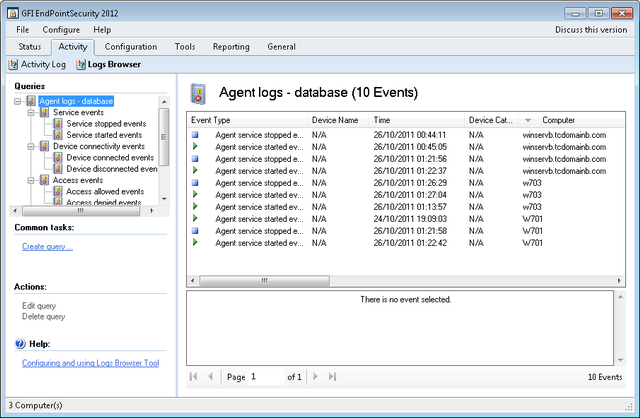 GFI EndPointSecurity 2012
File Configure Help Discuss this version
Status Activity Configuration Tools Reporting General
Activity Log Logs Browser
Queries
Agent logs - database
Service events
Service stopped events
Service started events
Device connectivity events
Device connected events
Device disconnected even
Access events
Access allowed events
Access denied events
Common tasks:
Create query ...
Actions:
Edit query
Delete query
Help:
Configuring and using Logs Browser Tool
Agent logs - database (10 Events)
Event Type Device Name Time Device Cat... Computer
Agent service stopped e... N/A 26/10/2011 00:44:11 N/A winservb.tcdomainb.com
Agent service started ev... N/A 26/10/2011 00:45:05 N/A winservb.tcdomainb.com
Agent service stopped e... N/A 26/10/2011 01:21:56 N/A winservb.tcdomainb.com
Agent service started ev... N/A 26/10/2011 01:22:37 N/A winservb.tcdomainb.com
Agent service stopped e... N/A 26/10/2011 01:26:29 N/A w703
Agent service started ev... N/A 26/10/2011 01:27:04 N/A w703
Agent service started ev... N/A 26/10/2011 01:13:57 N/A w703
Agent service started ev... N/A 24/10/2011 19:09:03 N/A W701
Agent service stopped e... N/A 26/10/2011 01:21:58 N/A W701
Agent service started ev... N/A 26/10/2011 01:22:42 N/A W701
There is no event selected.
Page 1 of 1 10 Events
3 Computer(s)